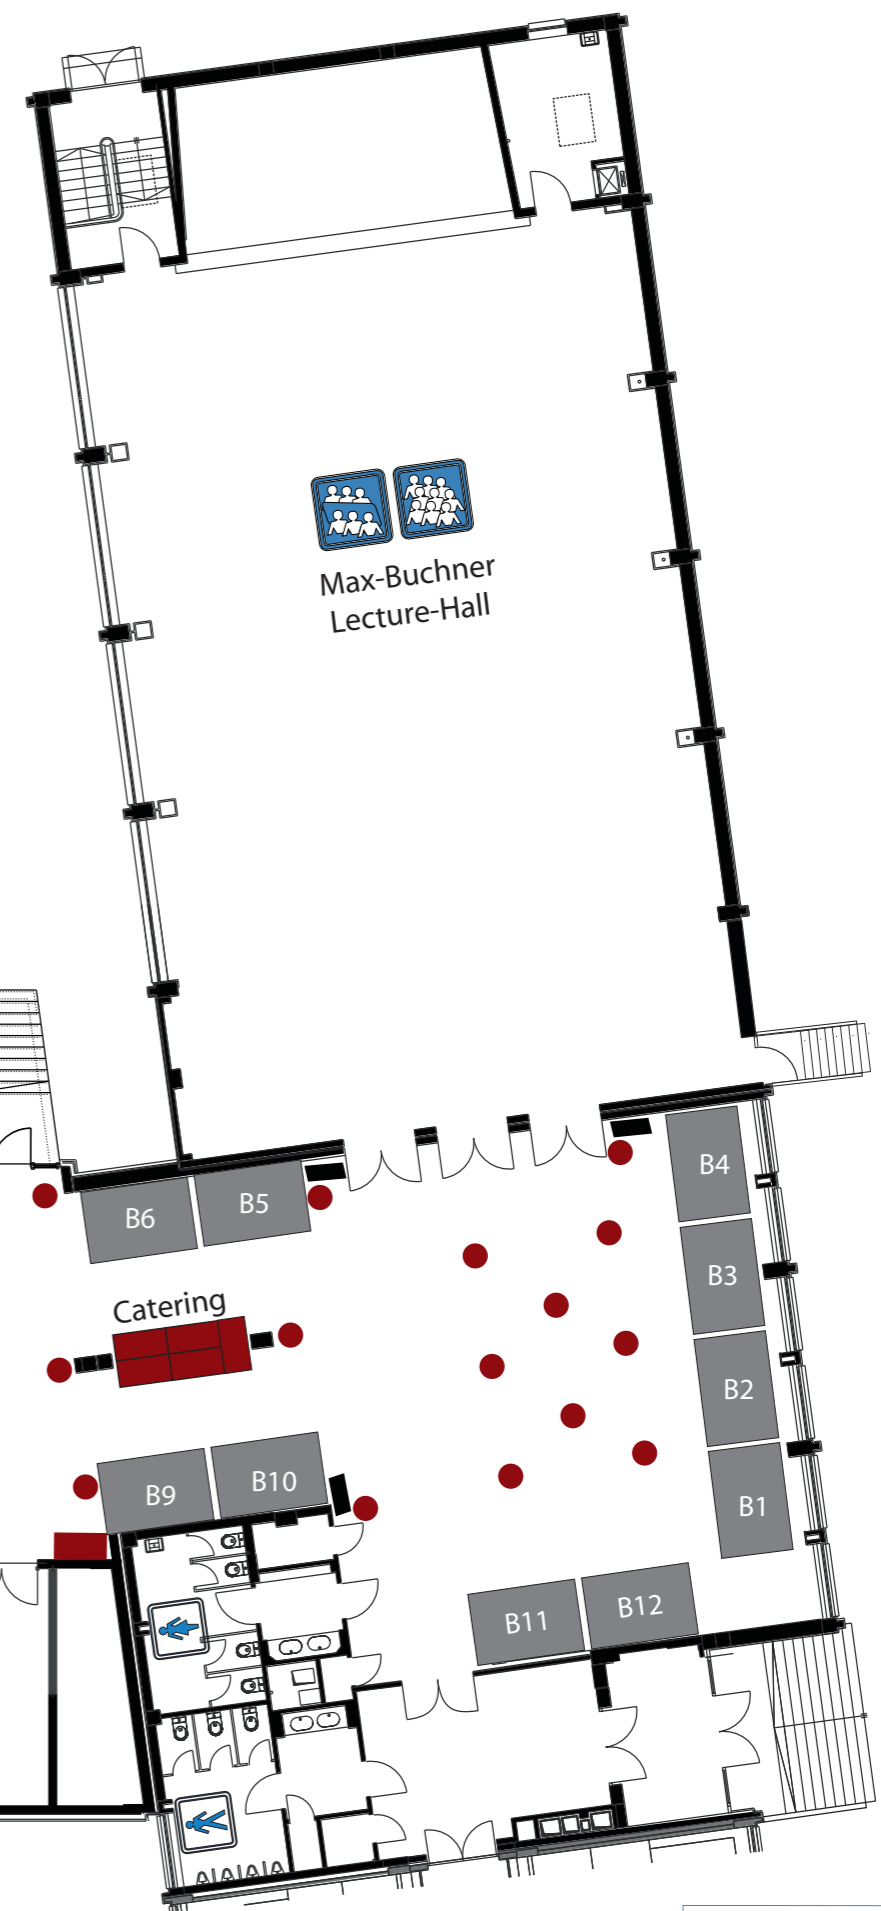 Max-Buchner
Lecture-Hall
B4
B6
B5
B3
Catering
B2
B9
B10
B1
B11
B12